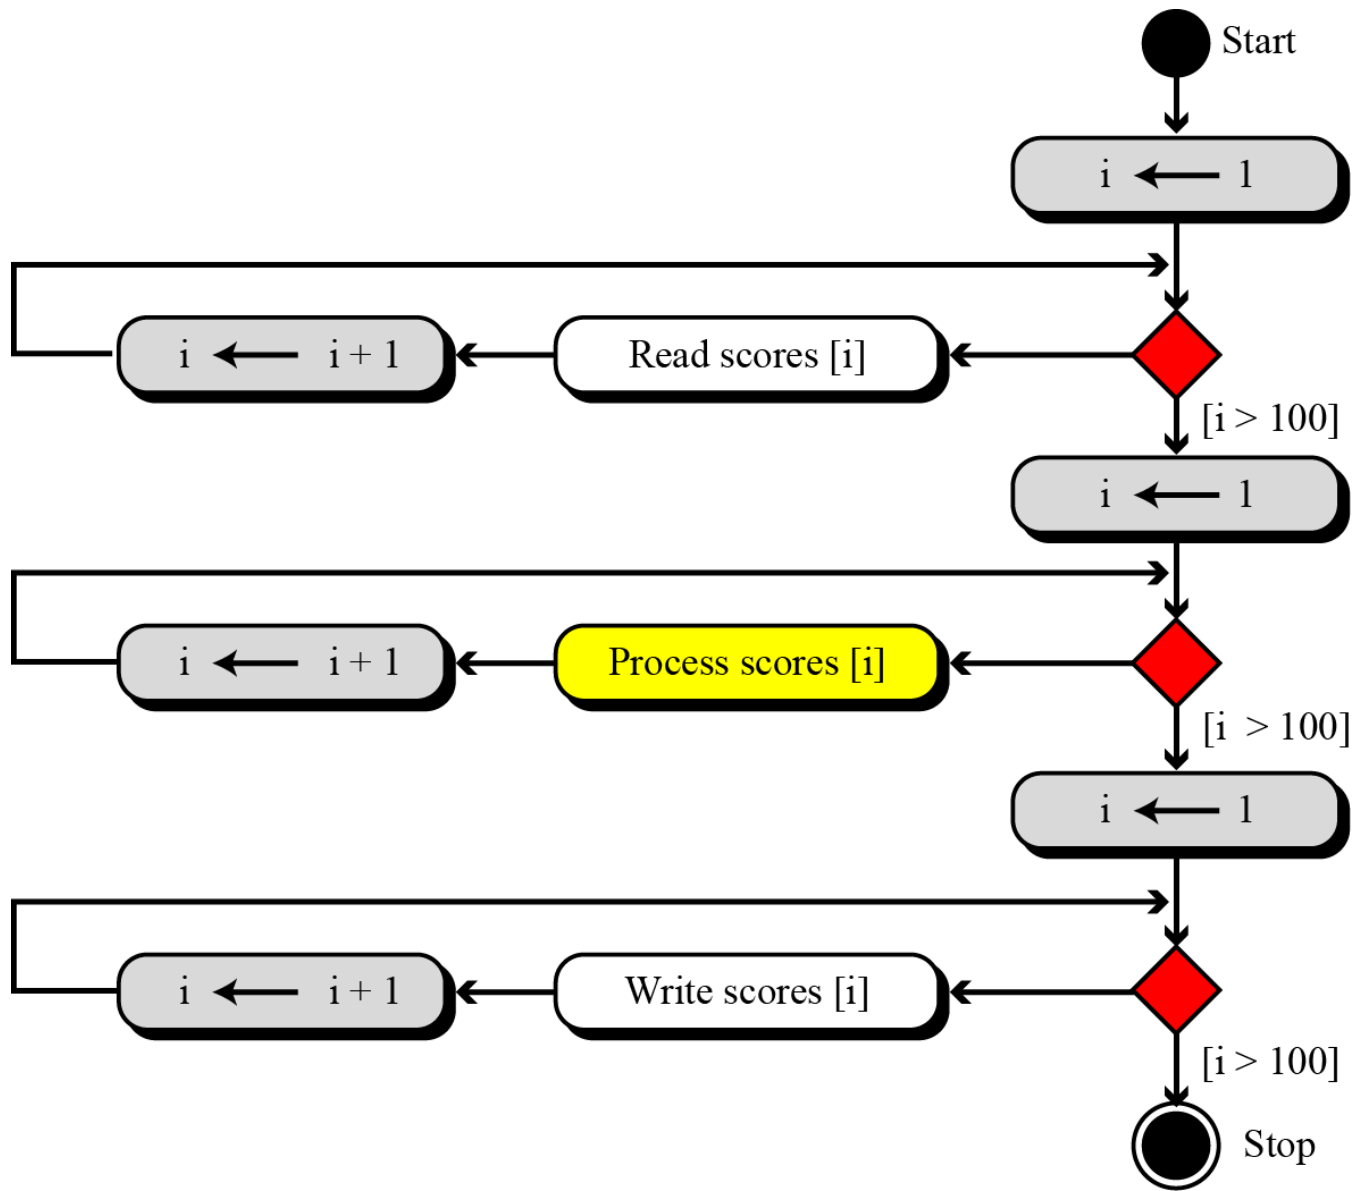 Start
i ← 1
i ← i + 1
Read scores [i]
[i > 100]
i ← 1
i ← i + 1
Process scores [i]
[i > 100]
i ← 1
i ← i + 1
Write scores [i]
[i > 100]
Stop